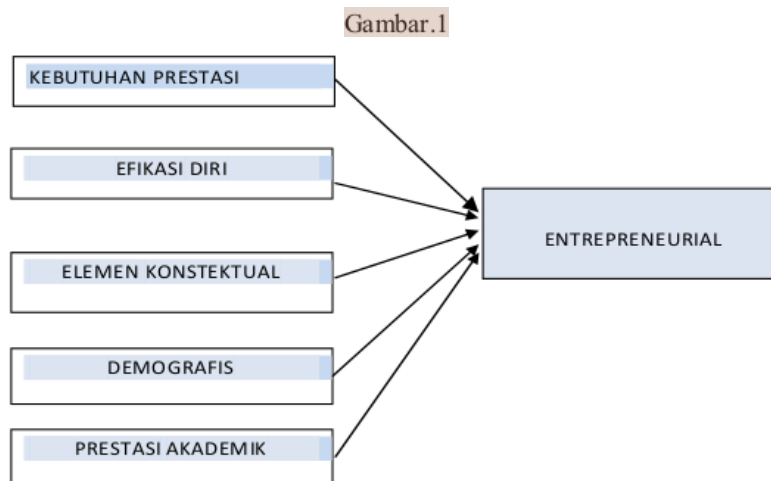 Gambar.1
KEBUTUHAN PRESTASI
EFIKASI DIRI
ELEMEN KONSTEKTUAL
DEMOGRAFIS
PRESTASI AKADEMIK
ENTREPRENEURIAL